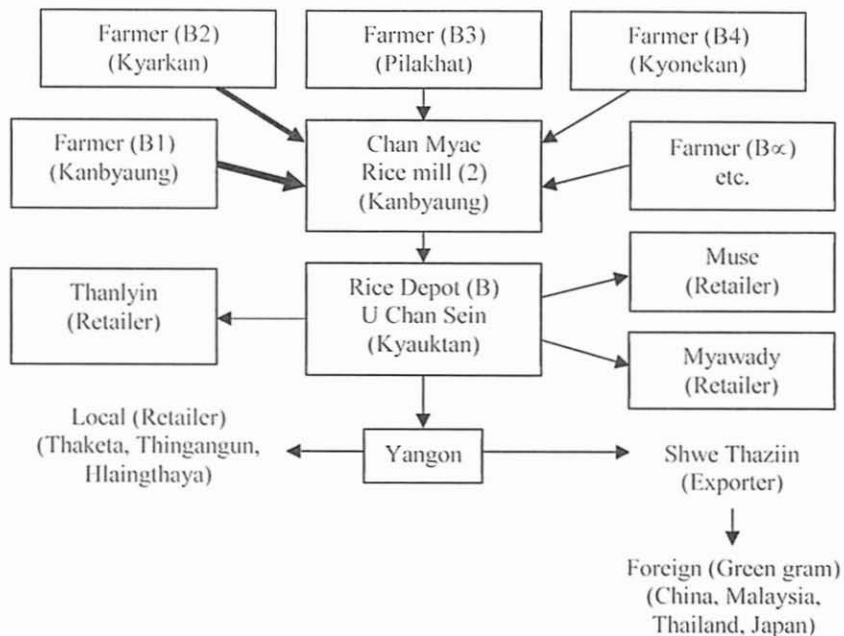 Farmer (B2)
(Kyarkan)
Farmer (B3)
(Pilakhat)
Farmer (B4)
(Kyonekan)
Farmer (B1)
(Kanbyaung)
Chan Myae
Rice mill (2)
(Kanbyaung)
Farmer (B∝)
etc.
Thanlyin
(Retailer)
Rice Depot (B)
U Chan Sein
(Kyauktan)
Muse
(Retailer)
Myawady
(Retailer)
Local (Retailer)
(Thaketa, Thingangun,
Hlaingthaya)
Yangon
Shwe Thaziin
(Exporter)
Foreign (Green gram)
(China, Malaysia,
Thailand, Japan)